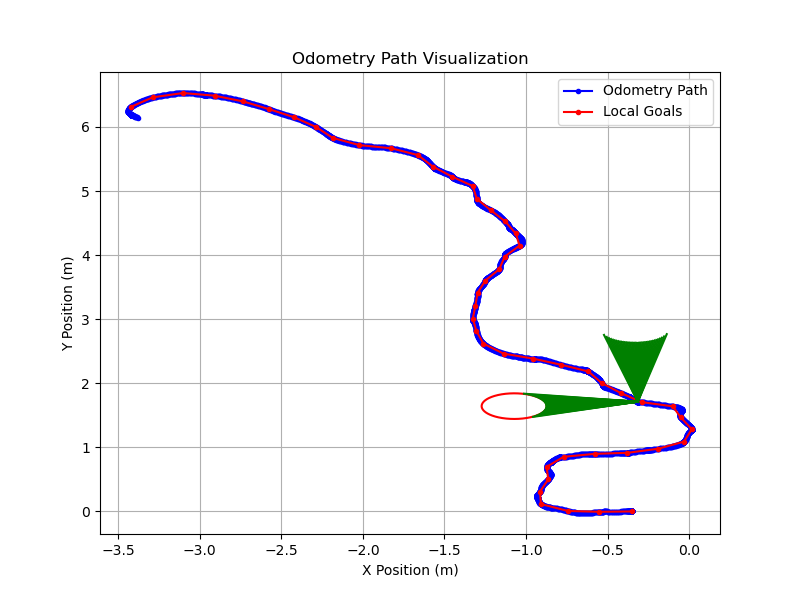 Odometry Path Visualization
Odometry Path
Local Goals
Y Position (m)
6
5
4
3
2
1
0
−3.5 −3.0 −2.5 −2.0 −1.5 −1.0 −0.5 0.0
X Position (m)